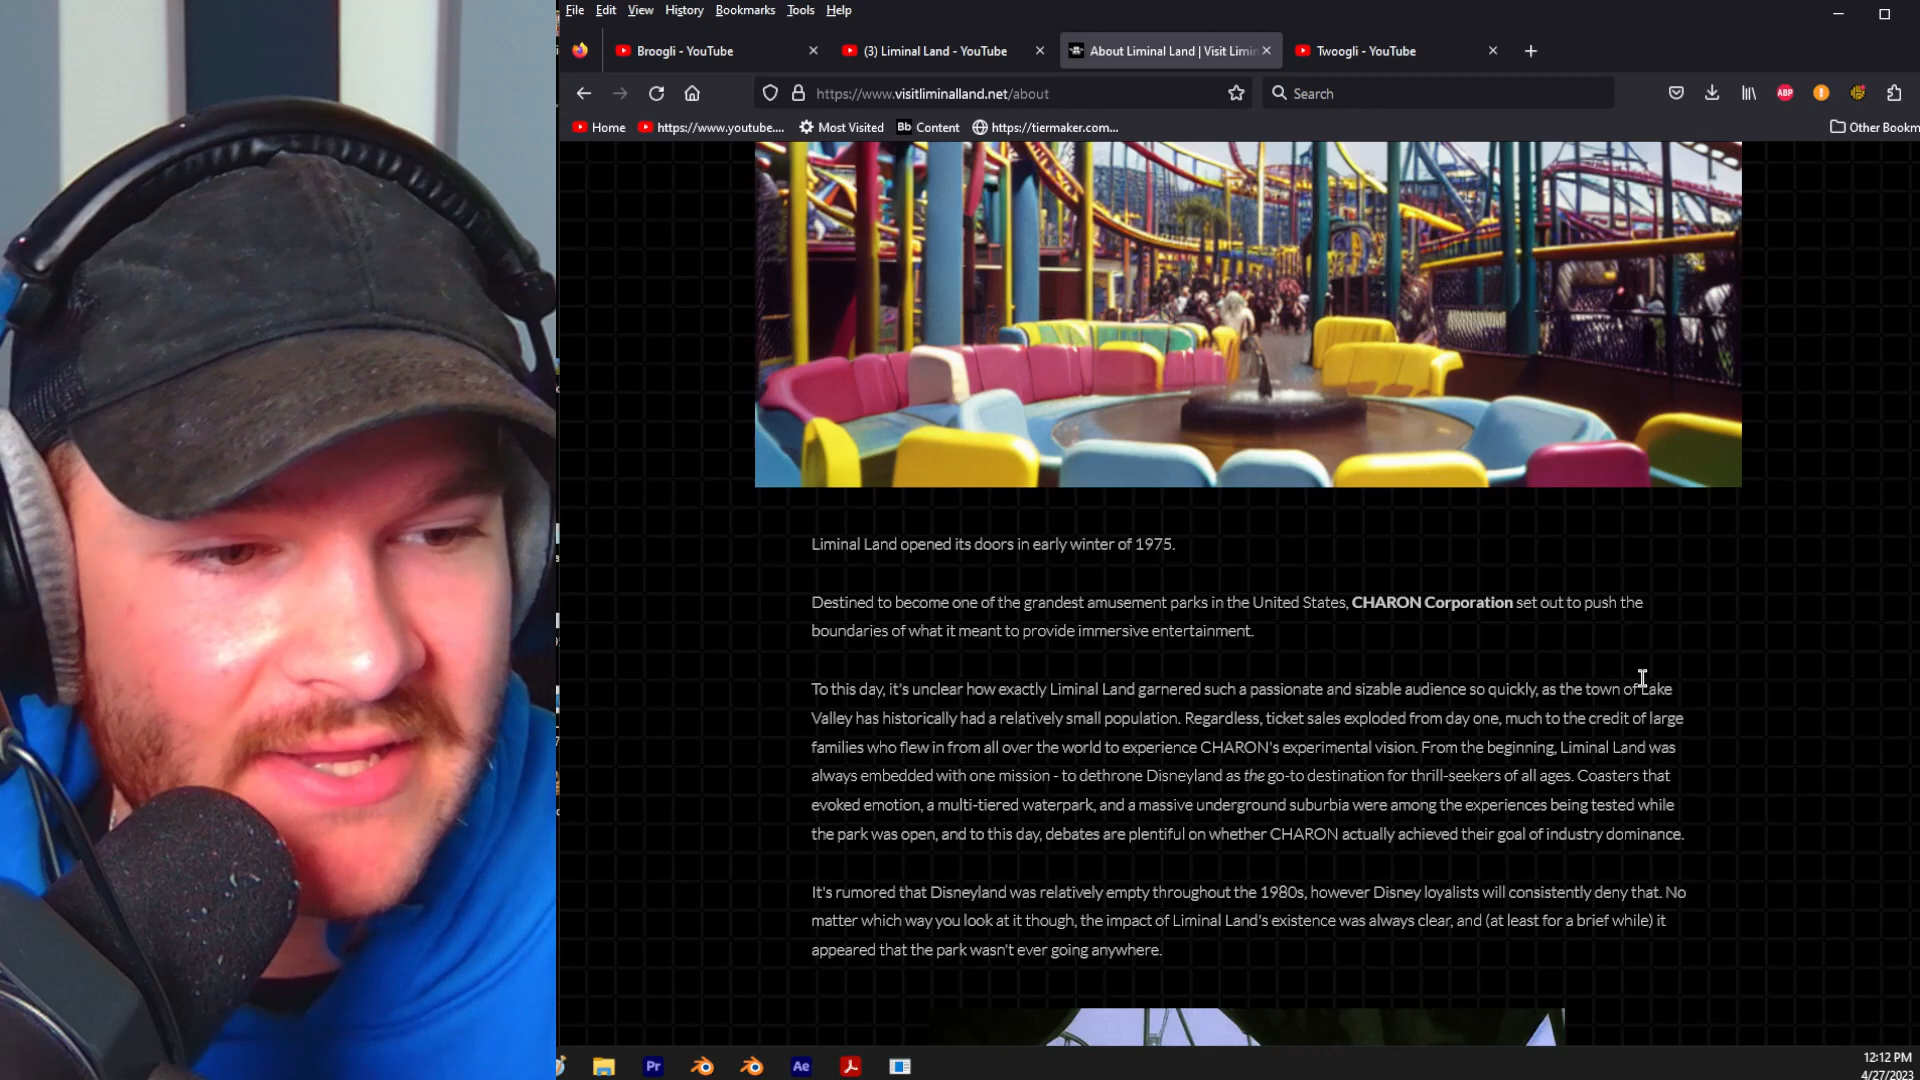 File Edit View History Bookmarks Tools Help
Broogli - YouTube
(3) Liminal Land - YouTube
About Liminal Land | Visit Limin
Twoogli - YouTube
https://www.visitliminalland.net/about
Search
ABP
Home
https://www.youtube....
Most Visited
Bb Content
https://tiermaker.com...
Other Bookm
Liminal Land opened its doors in early winter of 1975.
Destined to become one of the grandest amusement parks in the United States, CHARON Corporation set out to push the
boundaries of what it meant to provide immersive entertainment.
To this day, it's unclear how exactly Liminal Land garnered such a passionate and sizable audience so quickly, as the town of Lake
Valley has historically had a relatively small population. Regardless, ticket sales exploded from day one, much to the credit of large
families who flew in from all over the world to experience CHARON's experimental vision. From the beginning, Liminal Land was
always embedded with one mission - to dethrone Disneyland as the go-to destination for thrill-seekers of all ages. Coasters that
evoked emotion, a multi-tiered waterpark, and a massive underground suburbia were among the experiences being tested while
the park was open, and to this day, debates are plentiful on whether CHARON actually achieved their goal of industry dominance.
It's rumored that Disneyland was relatively empty throughout the 1980s, however Disney loyalists will consistently deny that. No
matter which way you look at it though, the impact of Liminal Land's existence was always clear, and (at least for a brief while) it
appeared that the park wasn't ever going anywhere.
Pr
Ae
12:12 PM
4/27/2023